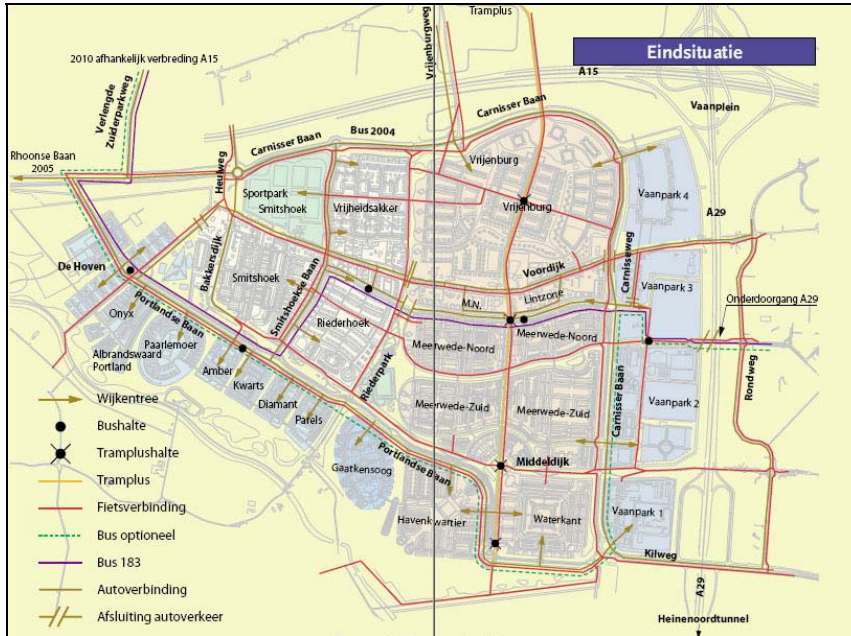 Tramplus
Eindsituatie
2010 afhankelijk verbreding A15
Vrijenburgweg
A15
Vaanplein
Verlengde
Zuiderparkweg
Carnisser Baan
Bus 2004
Carnisser Baan
Rhoonse Baan
2005
Heulweg
Vrijenburg
Sportpark
Smitshoek
Vrijheidsakker
Vrijenburg
Vaanpark 4
A29
De Hoven
Bakkersdijk
Smitshoek
Smitshoekse Baan
Voordijk
Carnisseweg
Vaanpark 3
M.N.
Lintzone
Onderdoorgang A29
Onyx
Portlandse Baan
Riederhoek
Meerwede-Noord
Meerwede-Noord
Paarlemoer
Albrandswaard
Portland
Amber
Kwarts
Riederpark
Carnisser Baan
Rondweg
Diamant
Parels
Meerwede-Zuid
Meerwede-Zuid
Vaanpark 2
Portlandse Baan
Middeldijk
Gaatkensoog
Havenkwartier
Waterkant
Vaanpark 1
Kilweg
A29
Heinenoordtunnel
Wijkentree
Bushalte
Tramplushalte
Tramplus
Fietsverbinding
Bus optioneel
Bus 183
Autoverbinding
Afsluiting autoverkeer